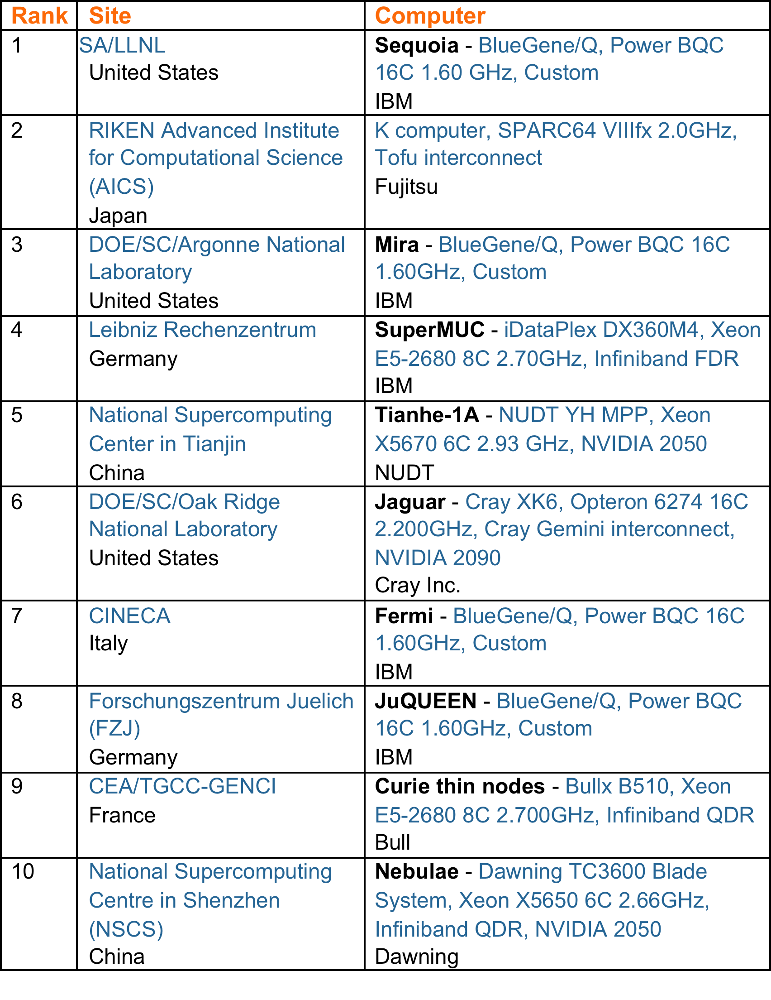 Rank Site Computer
1 SA/LLNL Sequoia - BlueGene/Q, Power BQC
United States 16C 1.60 GHz, Custom
IBM
2 RIKEN Advanced Institute K computer, SPARC64 VIIIfx 2.0GHz,
for Computational Science Tofu interconnect
(AICS) Fujitsu
Japan
3 DOE/SC/Argonne National Mira - BlueGene/Q, Power BQC 16C
Laboratory 1.60GHz, Custom
United States IBM
4 Leibniz Rechenzentrum SuperMUC - iDataPlex DX360M4, Xeon
Germany E5-2680 8C 2.70GHz, Infiniband FDR
IBM
5 National Supercomputing Tianhe-1A - NUDT YH MPP, Xeon
Center in Tianjin X5670 6C 2.93 GHz, NVIDIA 2050
China NUDT
6 DOE/SC/Oak Ridge Jaguar - Cray XK6, Opteron 6274 16C
National Laboratory 2.200GHz, Cray Gemini interconnect,
United States NVIDIA 2090
Cray Inc.
7 CINECA Fermi - BlueGene/Q, Power BQC 16C
Italy 1.60GHz, Custom
IBM
8 Forschungszentrum Juelich JuQUEEN - BlueGene/Q, Power BQC
(FZJ) 16C 1.60GHz, Custom
Germany IBM
9 CEA/TGCC-GENCI Curie thin nodes - Bullx B510, Xeon
France E5-2680 8C 2.700GHz, Infiniband QDR
Bull
10 National Supercomputing Nebulae - Dawning TC3600 Blade
Centre in Shenzhen System, Xeon X5650 6C 2.66GHz,
(NSCS) Infiniband QDR, NVIDIA 2050
China Dawning